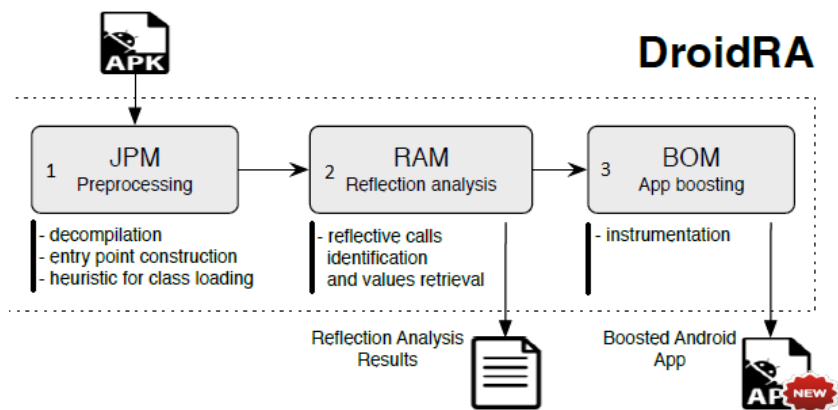 APK
DroidRA
1
JPM
Preprocessing
2
RAM
Reflection analysis
3
BOM
App boosting
- decompilation
- entry point construction
- heuristic for class loading
- reflective calls
identification
and values retrieval
- instrumentation
Reflection Analysis
Results
Boosted Android
App
AP
NEW